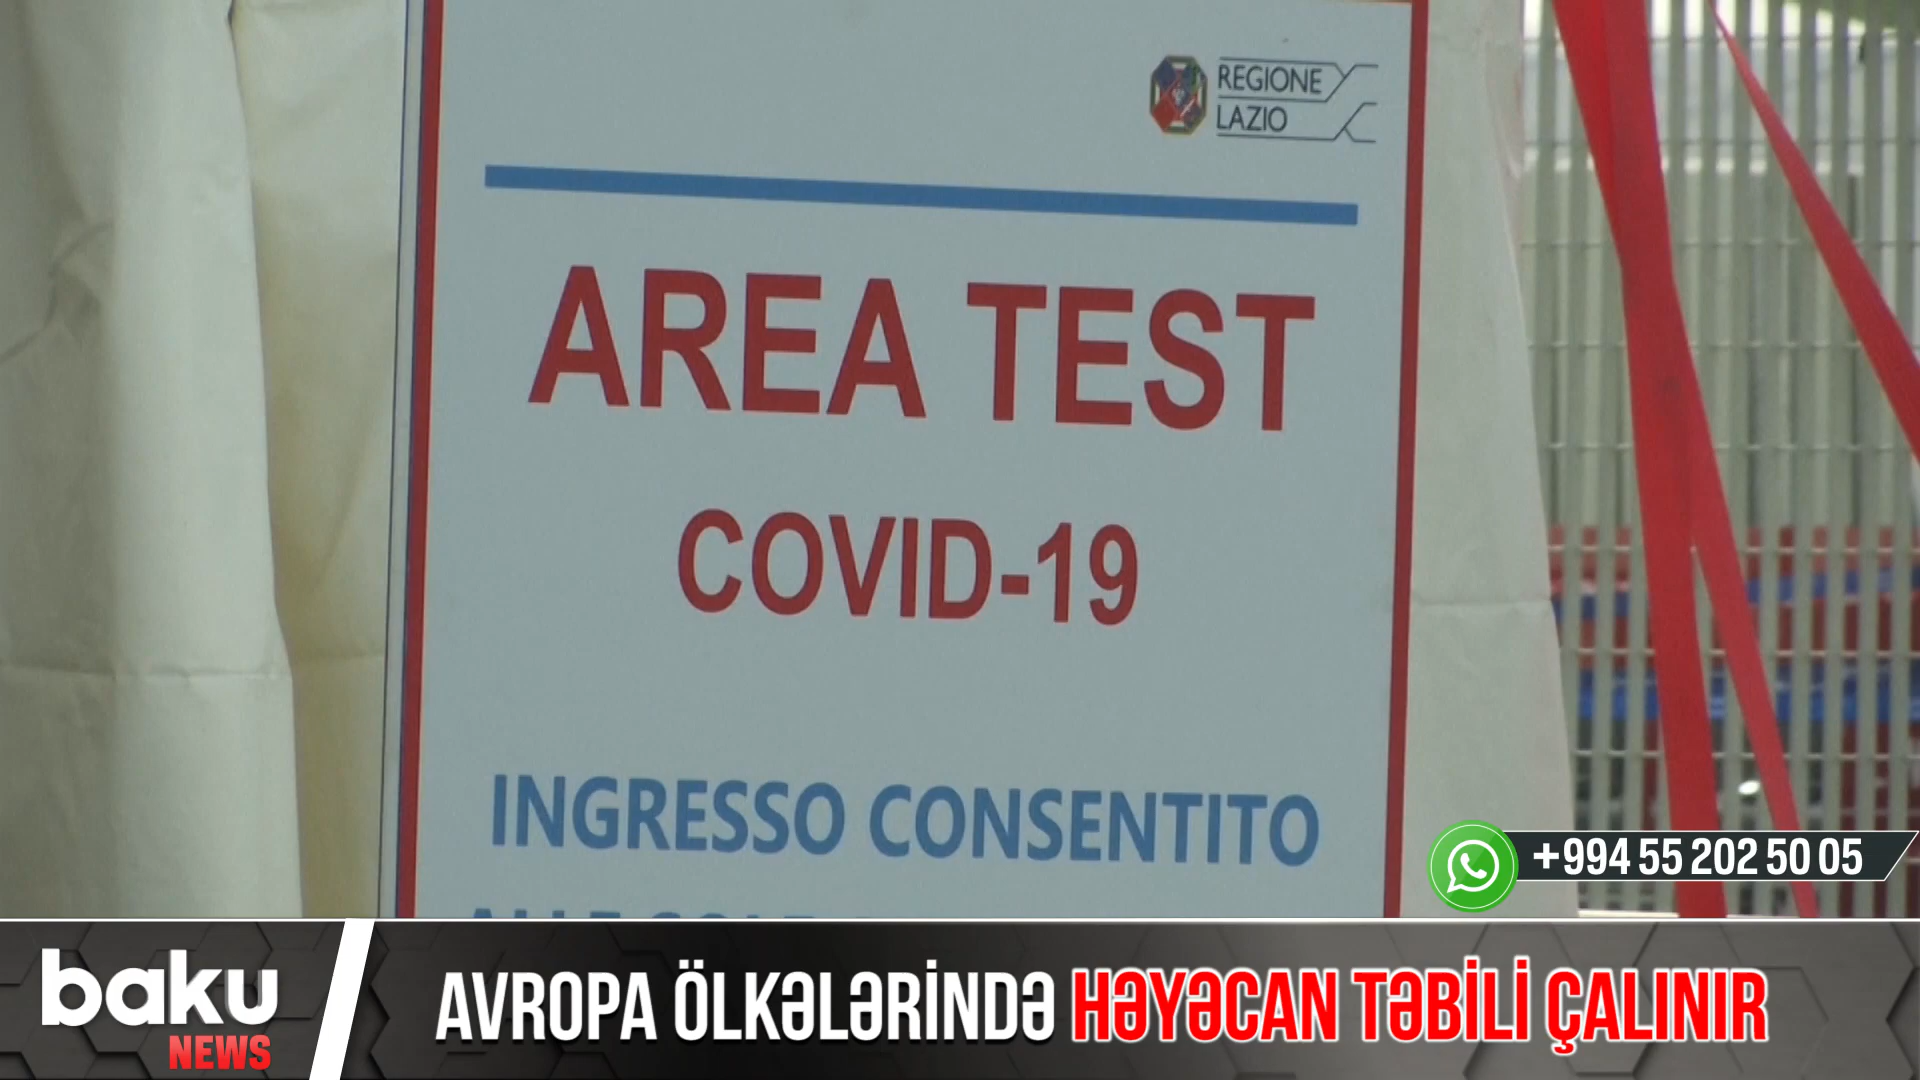 REGIONE
LAZIO
AREA TEST
COVID-19
INGRESSO CONSENTITO
+994 55 202 50 05
baku
NEWS
AVROPA ÖLKƏLƏRİNDƏ HƏYƏCAN TƏBİLİ ÇALINIR